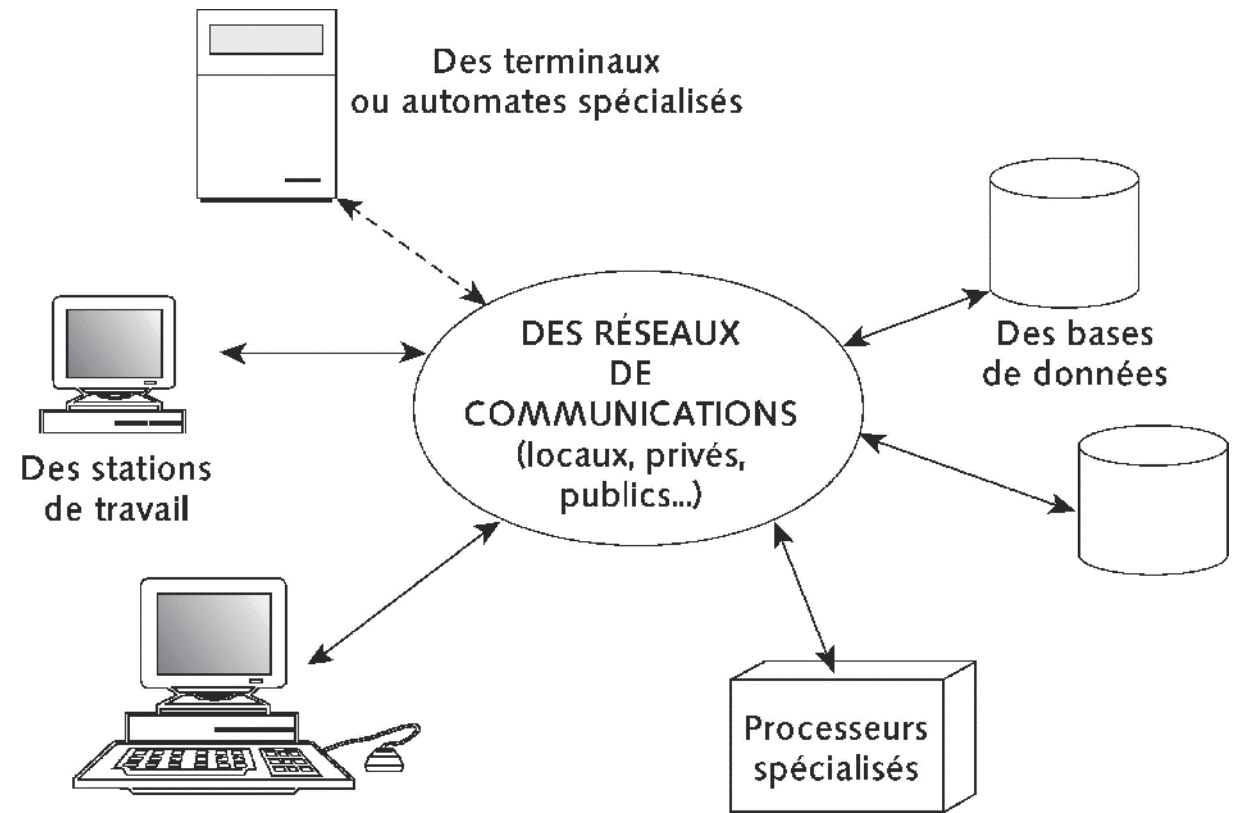 Des terminaux
ou automates spécialisés
DES RÉSEAUX
DE
COMMUNICATIONS
(locaux, privés,
publics...)
Des bases
de données
Des stations
de travail
Processeurs
spécialisés